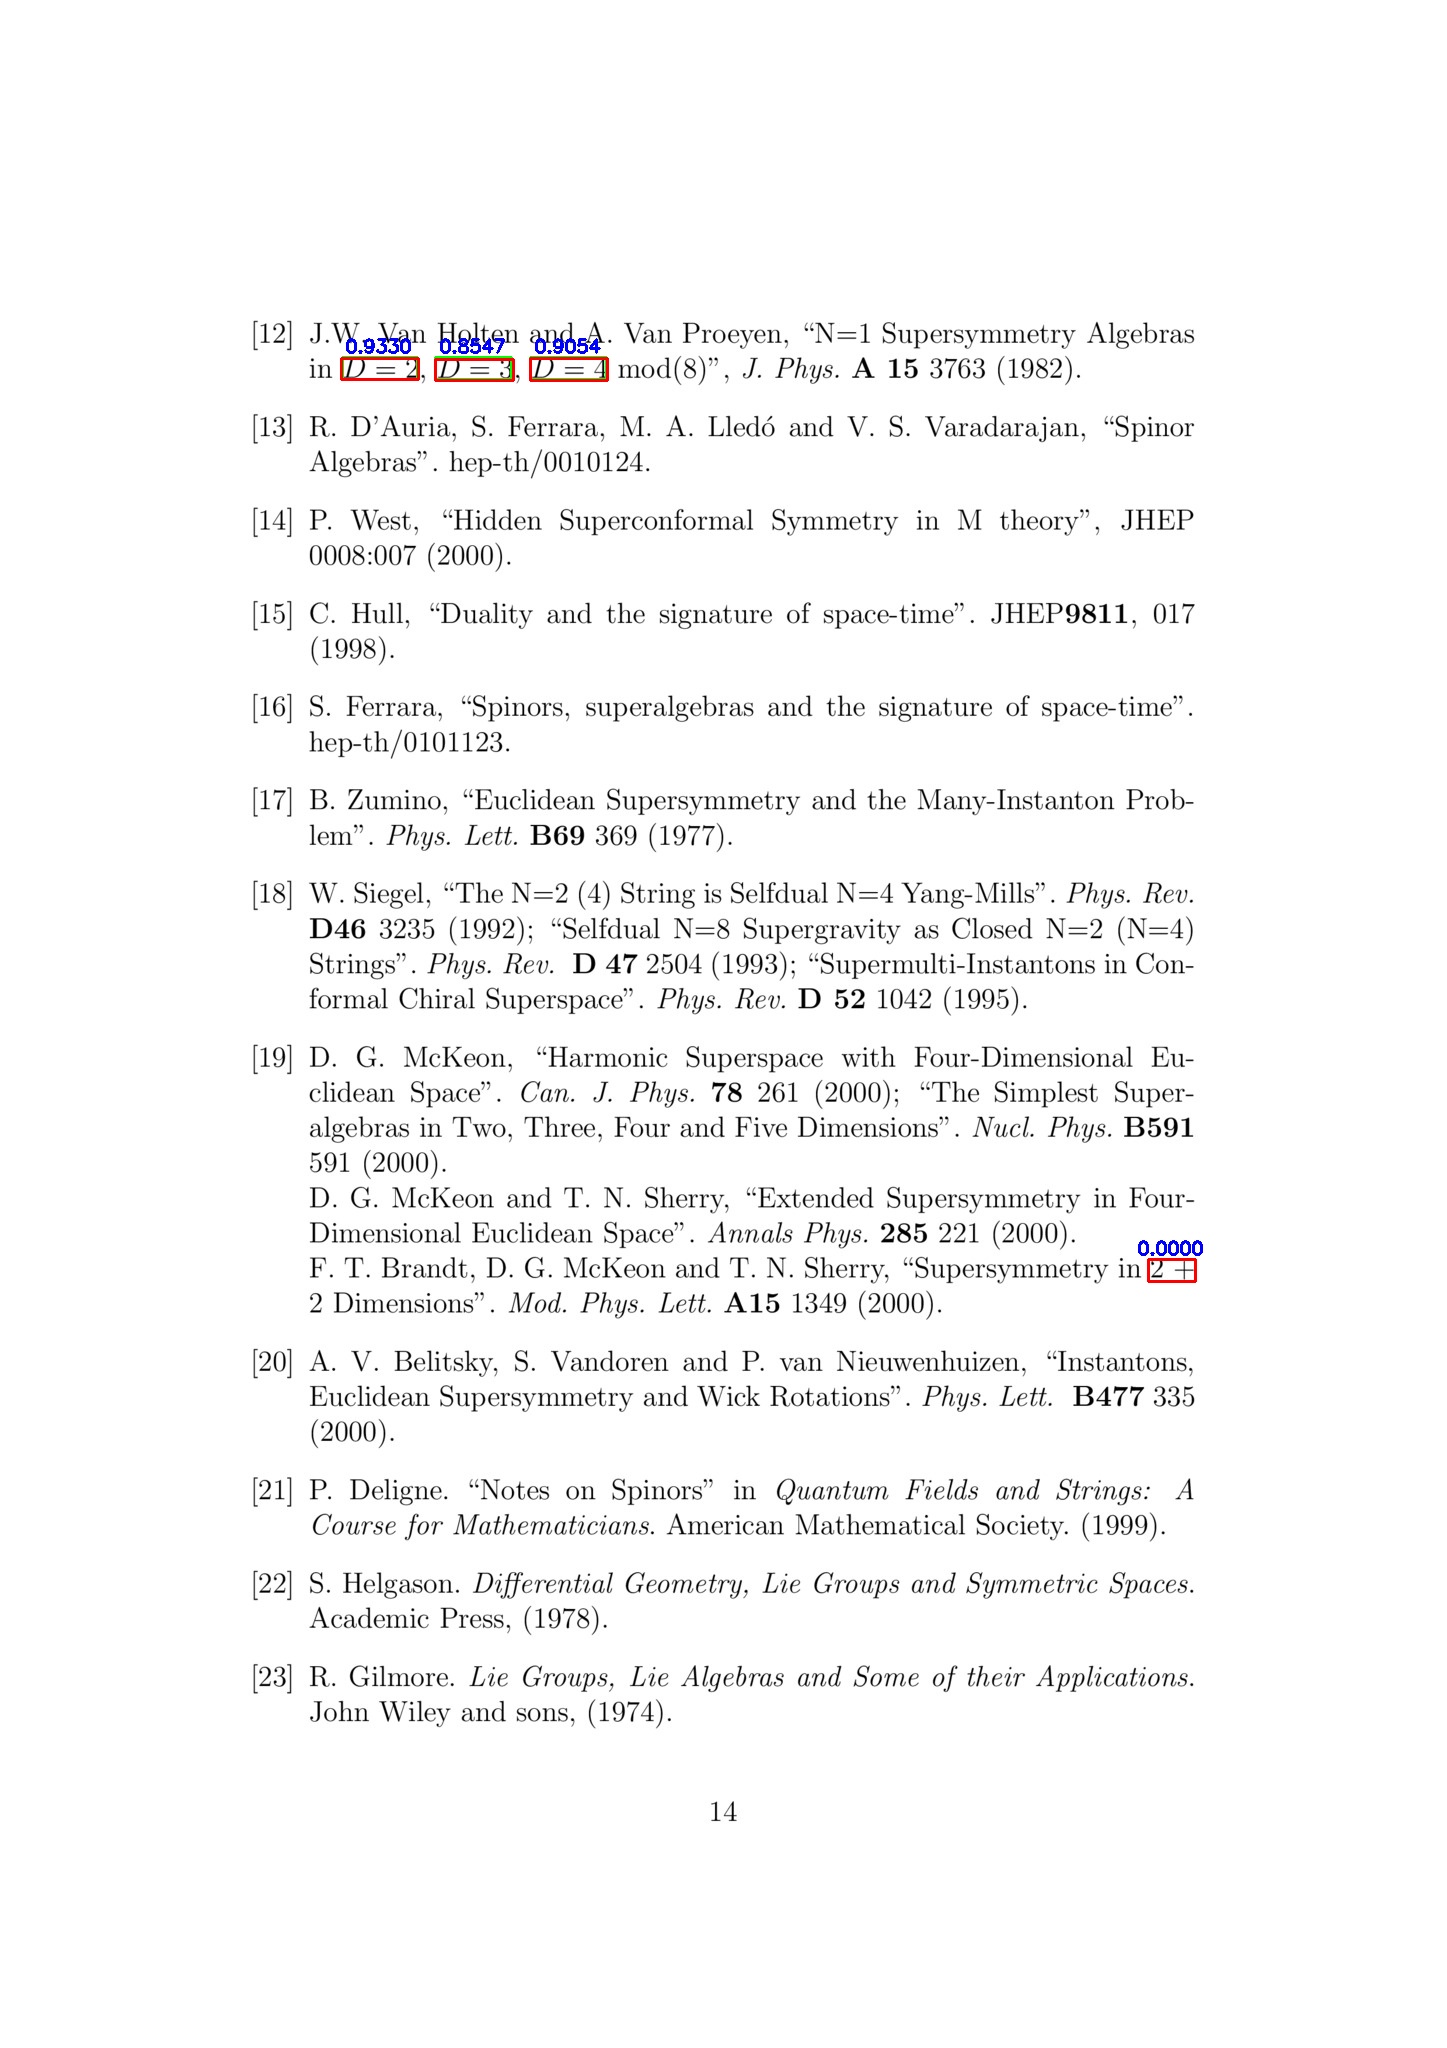 [12] J.W. Van Holten and A. Van Proeyen, “N=1 Supersymmetry Algebras
0.9330 0.8547 0.9054
in D = 2, D = 3, D = 4 mod(8)”, J. Phys. A 15 3763 (1982).
[13] R. D’Auria, S. Ferrara, M. A. Lledó and V. S. Varadarajan, “Spinor
Algebras”. hep-th/0010124.
[14] P. West, “Hidden Superconformal Symmetry in M theory”, JHEP
0008:007 (2000).
[15] C. Hull, “Duality and the signature of space-time”. JHEP9811, 017
(1998).
[16] S. Ferrara, “Spinors, superalgebras and the signature of space-time”.
hep-th/0101123.
[17] B. Zumino, “Euclidean Supersymmetry and the Many-Instanton Prob-
lem”. Phys. Lett. B69 369 (1977).
[18] W. Siegel, “The N=2 (4) String is Selfdual N=4 Yang-Mills”. Phys. Rev.
D46 3235 (1992); “Selfdual N=8 Supergravity as Closed N=2 (N=4)
Strings”. Phys. Rev. D 47 2504 (1993); “Supermulti-Instantons in Con-
formal Chiral Superspace”. Phys. Rev. D 52 1042 (1995).
[19] D. G. McKeon, “Harmonic Superspace with Four-Dimensional Eu-
clidean Space”. Can. J. Phys. 78 261 (2000); “The Simplest Super-
algebras in Two, Three, Four and Five Dimensions”. Nucl. Phys. B591
591 (2000).
D. G. McKeon and T. N. Sherry, “Extended Supersymmetry in Four-
Dimensional Euclidean Space”. Annals Phys. 285 221 (2000).
0.0000
F. T. Brandt, D. G. McKeon and T. N. Sherry, “Supersymmetry in 2 +
2 Dimensions”. Mod. Phys. Lett. A15 1349 (2000).
[20] A. V. Belitsky, S. Vandoren and P. van Nieuwenhuizen, “Instantons,
Euclidean Supersymmetry and Wick Rotations”. Phys. Lett. B477 335
(2000).
[21] P. Deligne. “Notes on Spinors” in Quantum Fields and Strings: A
Course for Mathematicians. American Mathematical Society. (1999).
[22] S. Helgason. Differential Geometry, Lie Groups and Symmetric Spaces.
Academic Press, (1978).
[23] R. Gilmore. Lie Groups, Lie Algebras and Some of their Applications.
John Wiley and sons, (1974).
14